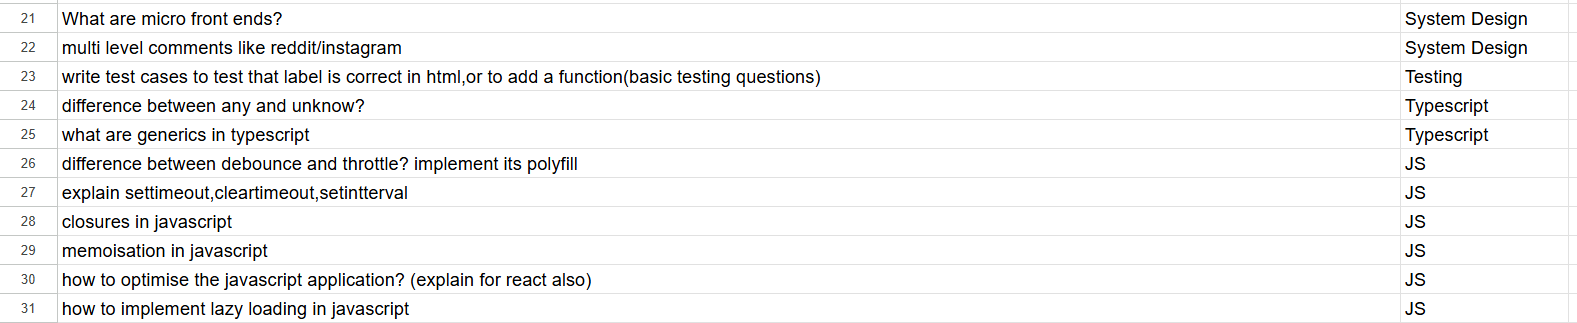 21 What are micro front ends? System Design
22 multi level comments like reddit/instagram System Design
23 write test cases to test that label is correct in html,or to add a function(basic testing questions) Testing
24 difference between any and unknow? Typescript
25 what are generics in typescript Typescript
26 difference between debounce and throttle? implement its polyfill JS
27 explain settimeout,cleartimeout,setintterval JS
28 closures in javascript JS
29 memoisation in javascript JS
30 how to optimise the javascript application? (explain for react also) JS
31 how to implement lazy loading in javascript JS